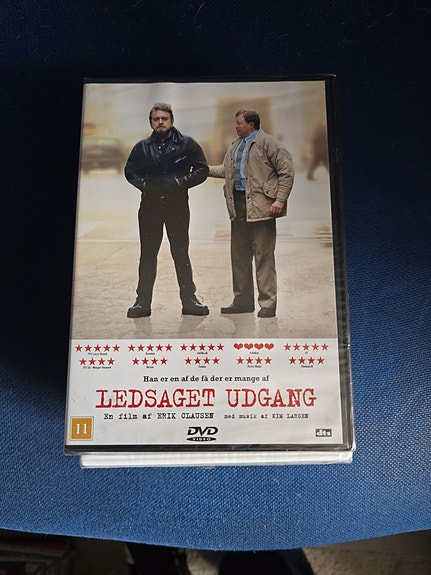 Han er en af de få der er mange af
LEDSAGET UDGANG
En film af ERIK CLAUSEN med musik af KIM LARSEN
11
DVD
VIDEO
dts